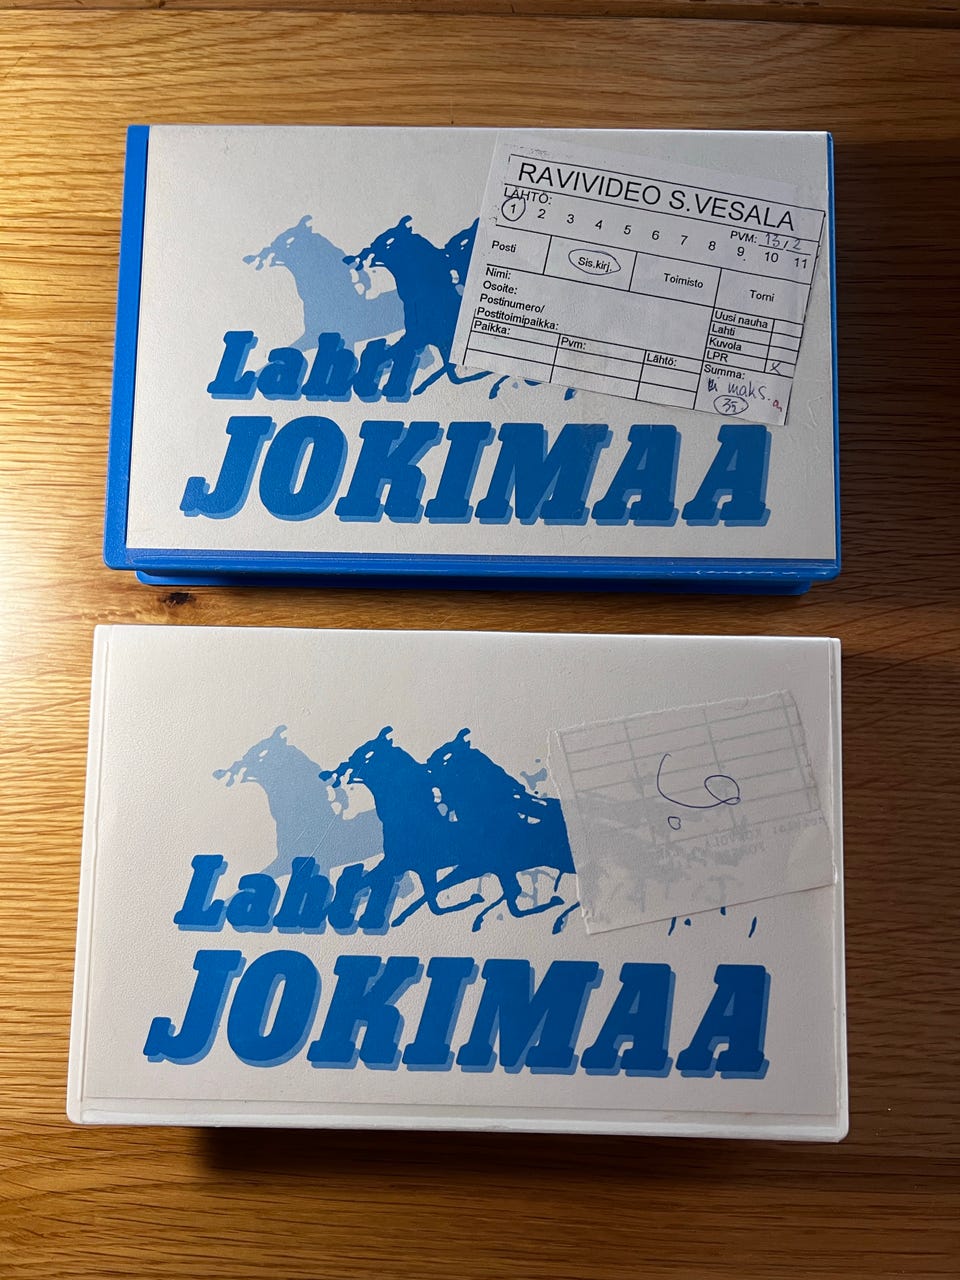 RAVIVIDEO S.VESALA
LÄHTÖ:
1 2 3 4 5 6 7 8 9. 10 11
PVM: 13, 2
Posti Sis.kirj. Toimisto Torni
Nimi:
Osoite:
Postinumero/
Postitoimipaikka:
Uusi nauha
Lahti
Kuvola
LPR X
Paikka: Pvm: Lähtö: Summa:
maks.
35
Lahti
JOKIMAA
Lahti
JOKIMAA